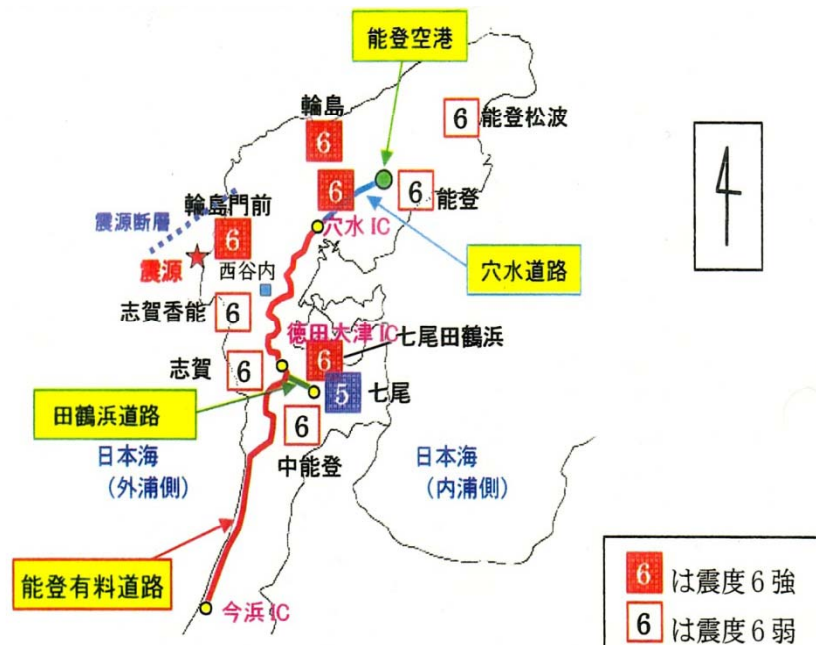 能登空港
輪島
6
6
能登松波
6
6
能登
輪島門前
震源断層
6
穴水 IC
震源
西谷内
穴水道路
志賀香能
6
徳田大津IC
七尾田鶴浜
志賀
6
6
5
七尾
田鶴浜道路
6
中能登
日本海
（外浦側）
日本海
（内浦側）
能登有料道路
今浜 IC
6 は震度６強
6 は震度６弱